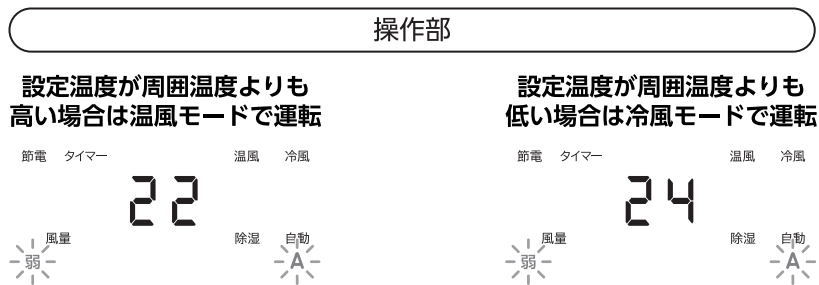 操作部
設定温度が周囲温度よりも
高い場合は温風モードで運転
節電 タイマー 温風 冷風
22
風量 除湿 自動
弱 A
設定温度が周囲温度よりも
低い場合は冷風モードで運転
節電 タイマー 温風 冷風
24
風量 除湿 自動
弱 A